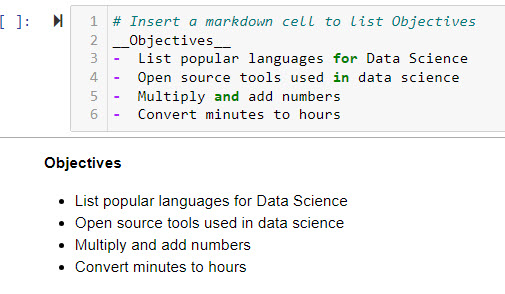 [ ]:
1 # Insert a markdown cell to list Objectives
2 __Objectives__
3 - List popular languages for Data Science
4 - Open source tools used in data science
5 - Multiply and add numbers
6 - Convert minutes to hours
Objectives
• List popular languages for Data Science
• Open source tools used in data science
• Multiply and add numbers
• Convert minutes to hours